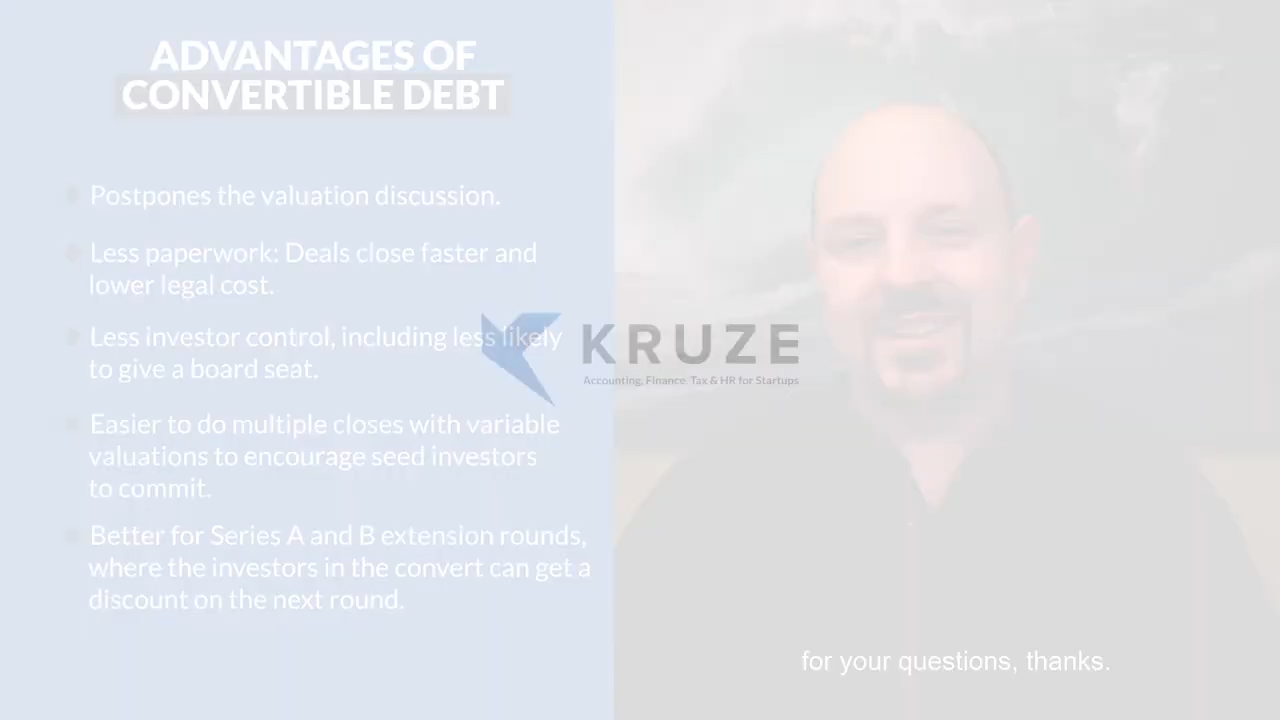 ADVANTAGES OF
CONVERTIBLE DEBT
Postpones the valuation discussion.
Less paperwork: Deals close faster and
lower legal cost.
Less investor control, including less likely
to give a board seat.
Easier to do multiple closes with variable
valuations to encourage seed investors
to commit.
Better for Series A and B extension rounds,
where the investors in the convert can get a
discount on the next round.
KRUZE
Accounting, Finance, Tax & HR for Startups
for your questions, thanks.